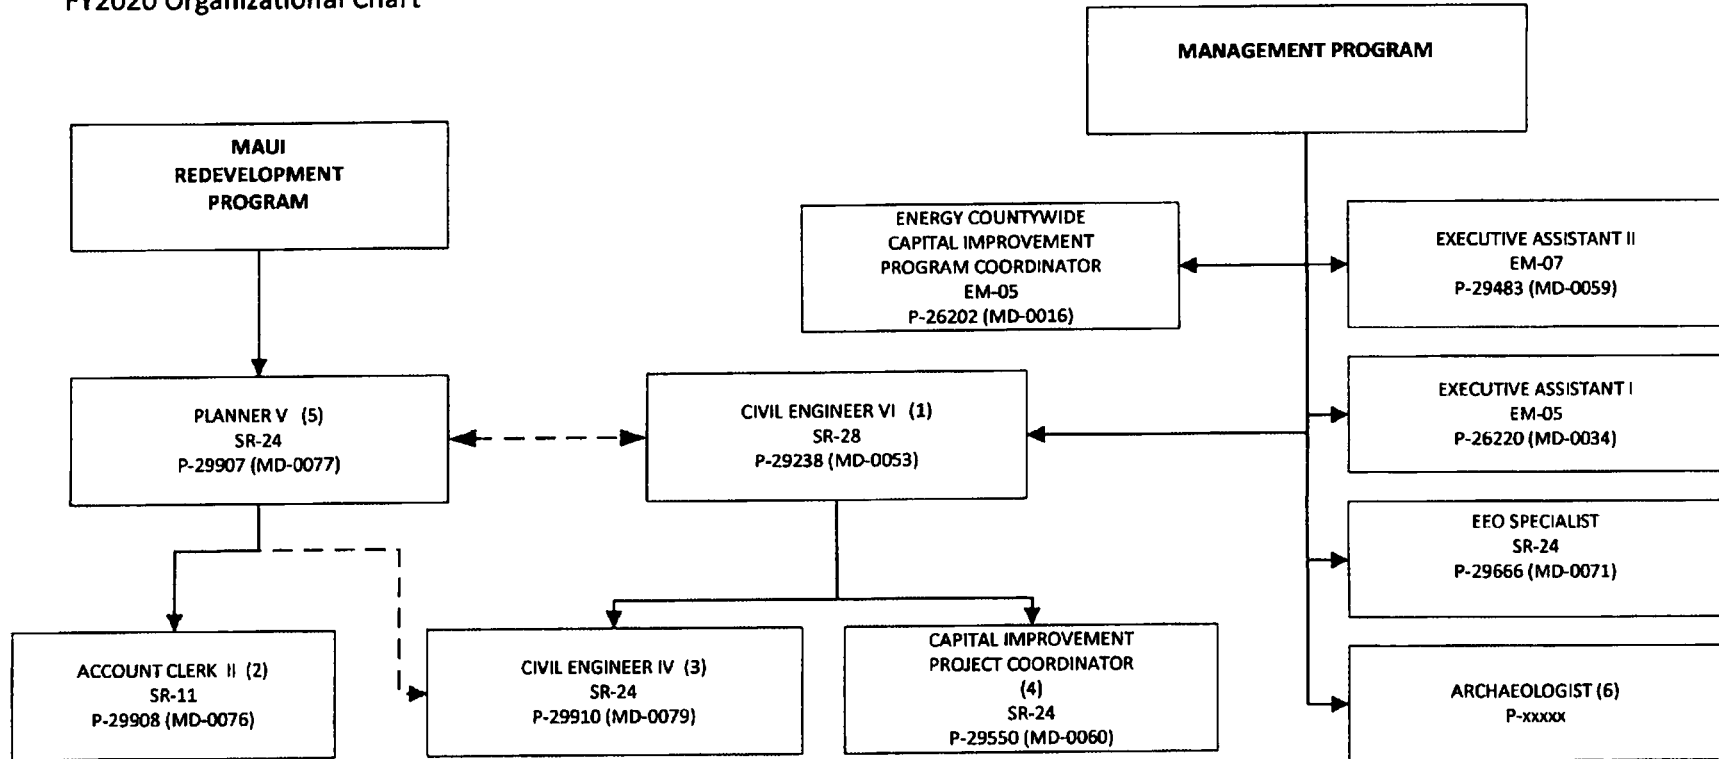 FY2020 Organizational Chart
MANAGEMENT PROGRAM
MAUI
REDEVELOPMENT
PROGRAM
ENERGY COUNTYWIDE
CAPITAL IMPROVEMENT
PROGRAM COORDINATOR
EM-05
P-26202 (MD-0016)
EXECUTIVE ASSISTANT II
EM-07
P-29483 (MD-0059)
PLANNER V (5)
SR-24
P-29907 (MD-0077)
CIVIL ENGINEER VI (1)
SR-28
P-29238 (MD-0053)
EXECUTIVE ASSISTANT I
EM-05
P-26220 (MD-0034)
EEO SPECIALIST
SR-24
P-29666 (MD-0071)
ACCOUNT CLERK II (2)
SR-11
P-29908 (MD-0076)
CIVIL ENGINEER IV (3)
SR-24
P-29910 (MD-0079)
CAPITAL IMPROVEMENT
PROJECT COORDINATOR
(4)
SR-24
P-29550 (MD-0060)
ARCHAEOLOGIST (6)
P-xxxxx